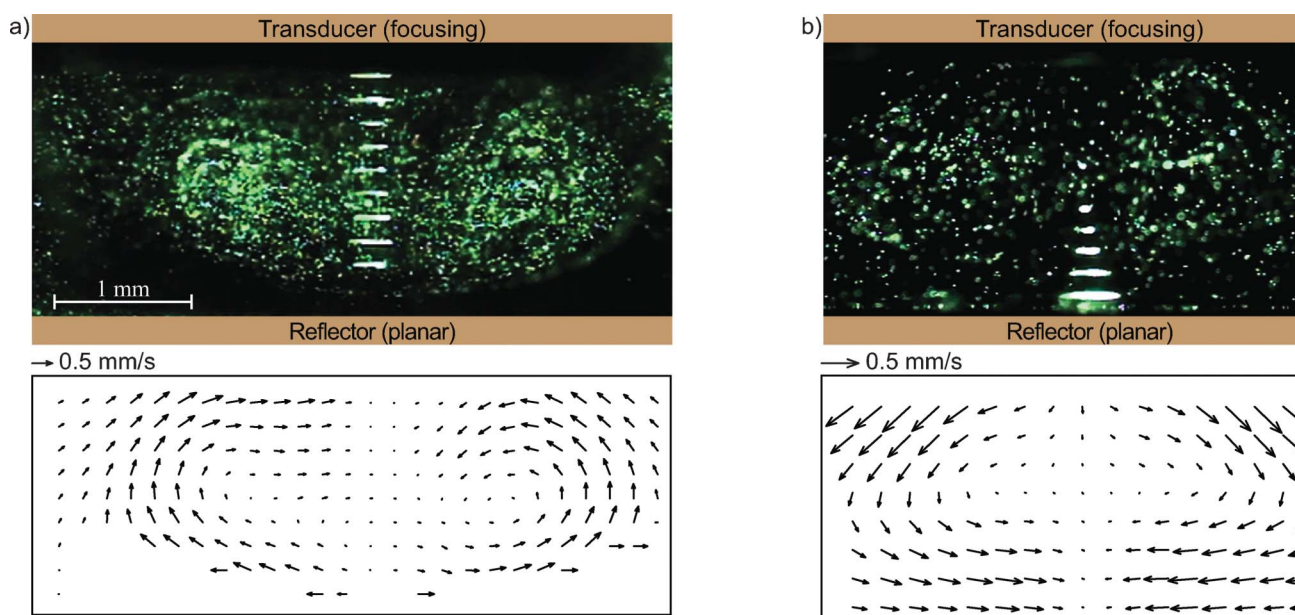 a)
Transducer (focusing)
1 mm
Reflector (planar)
0.5 mm/s
b)
Transducer (focusing)
Reflector (planar)
0.5 mm/s